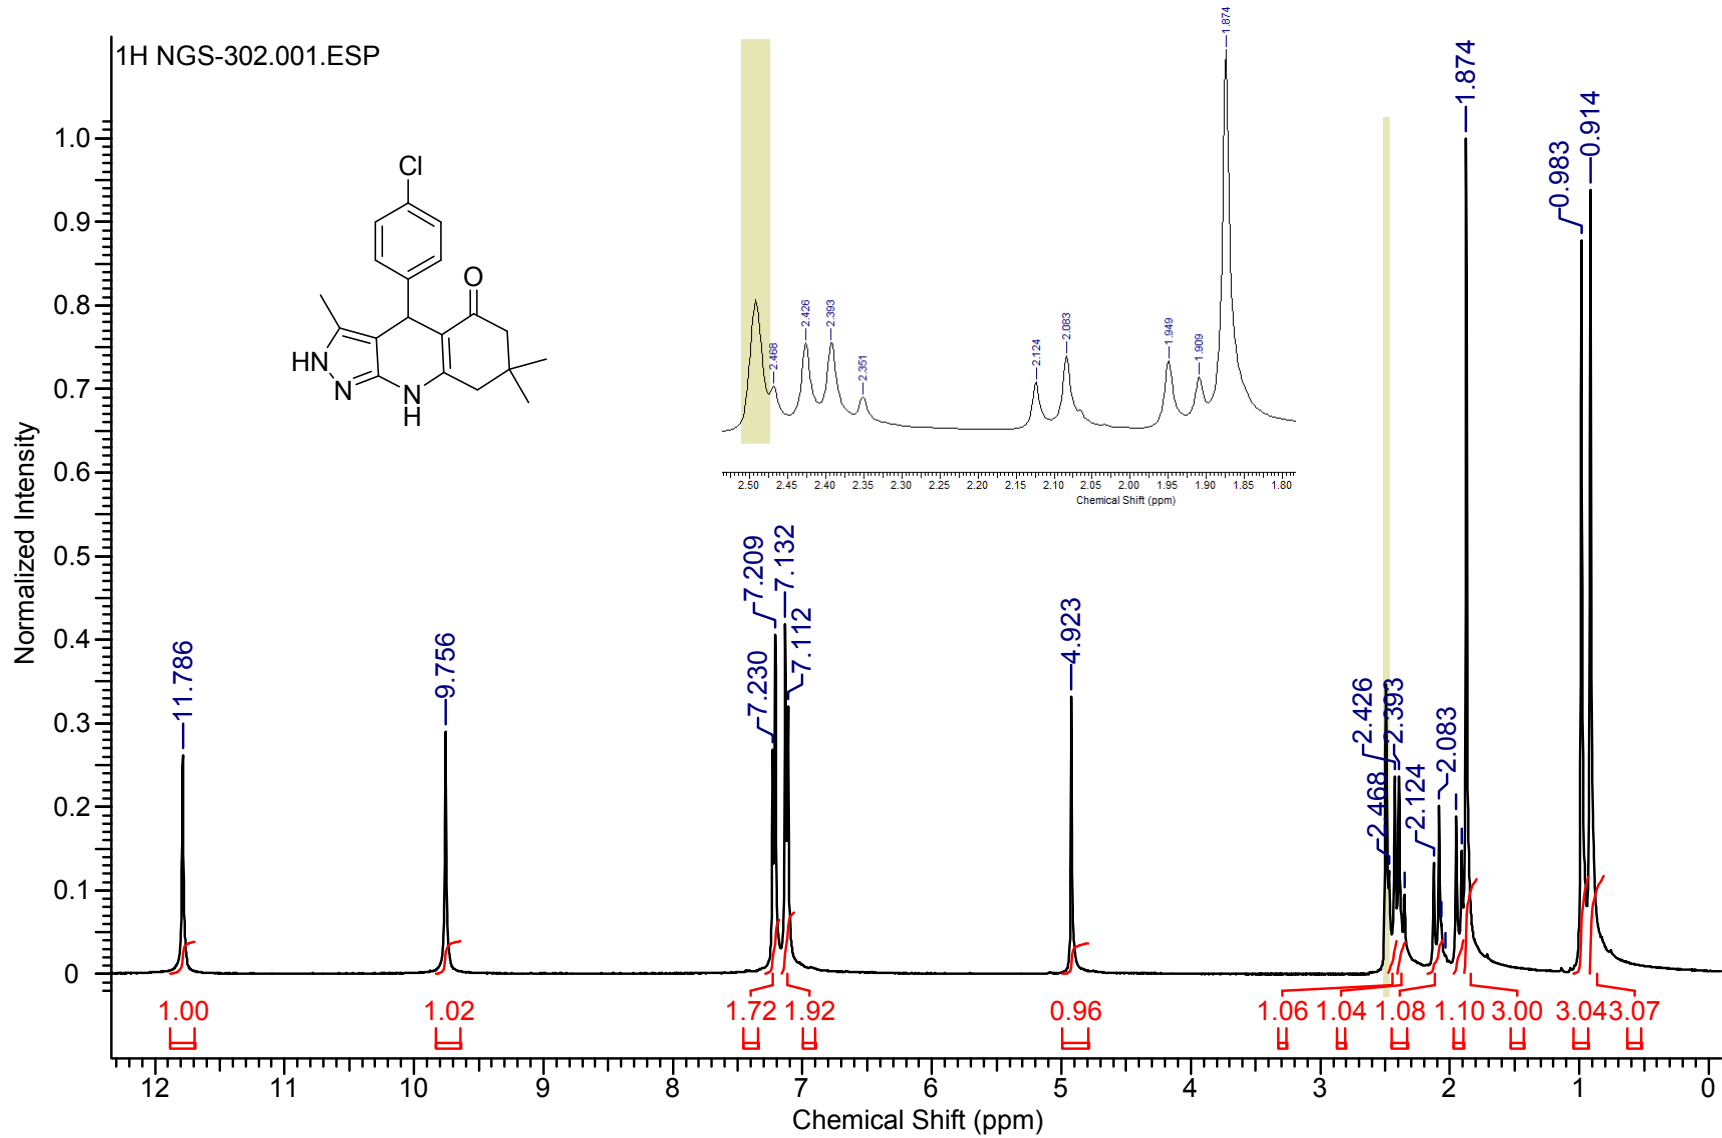 1H NGS-302.001.ESP
Normalized Intensity
1.0
0.9
0.8
0.7
0.6
0.5
0.4
0.3
0.2
0.1
0
Cl
O
HN
N
N
H
1.874
2.468
2.426
2.393
2.351
2.124
2.083
1.949
1.909
2.50 2.45 2.40 2.35 2.30 2.25 2.20 2.15 2.10 2.05 2.00 1.95 1.90 1.85 1.80
Chemical Shift (ppm)
11.786
9.756
7.230
7.209
7.132
7.112
4.923
2.468
2.426
2.393
2.124
2.083
1.874
0.983
0.914
1.00 1.02 1.72 1.92 0.96 1.06 1.04 1.08 1.10 3.00 3.04 3.07
12 11 10 9 8 7 6 5 4 3 2 1 0
Chemical Shift (ppm)